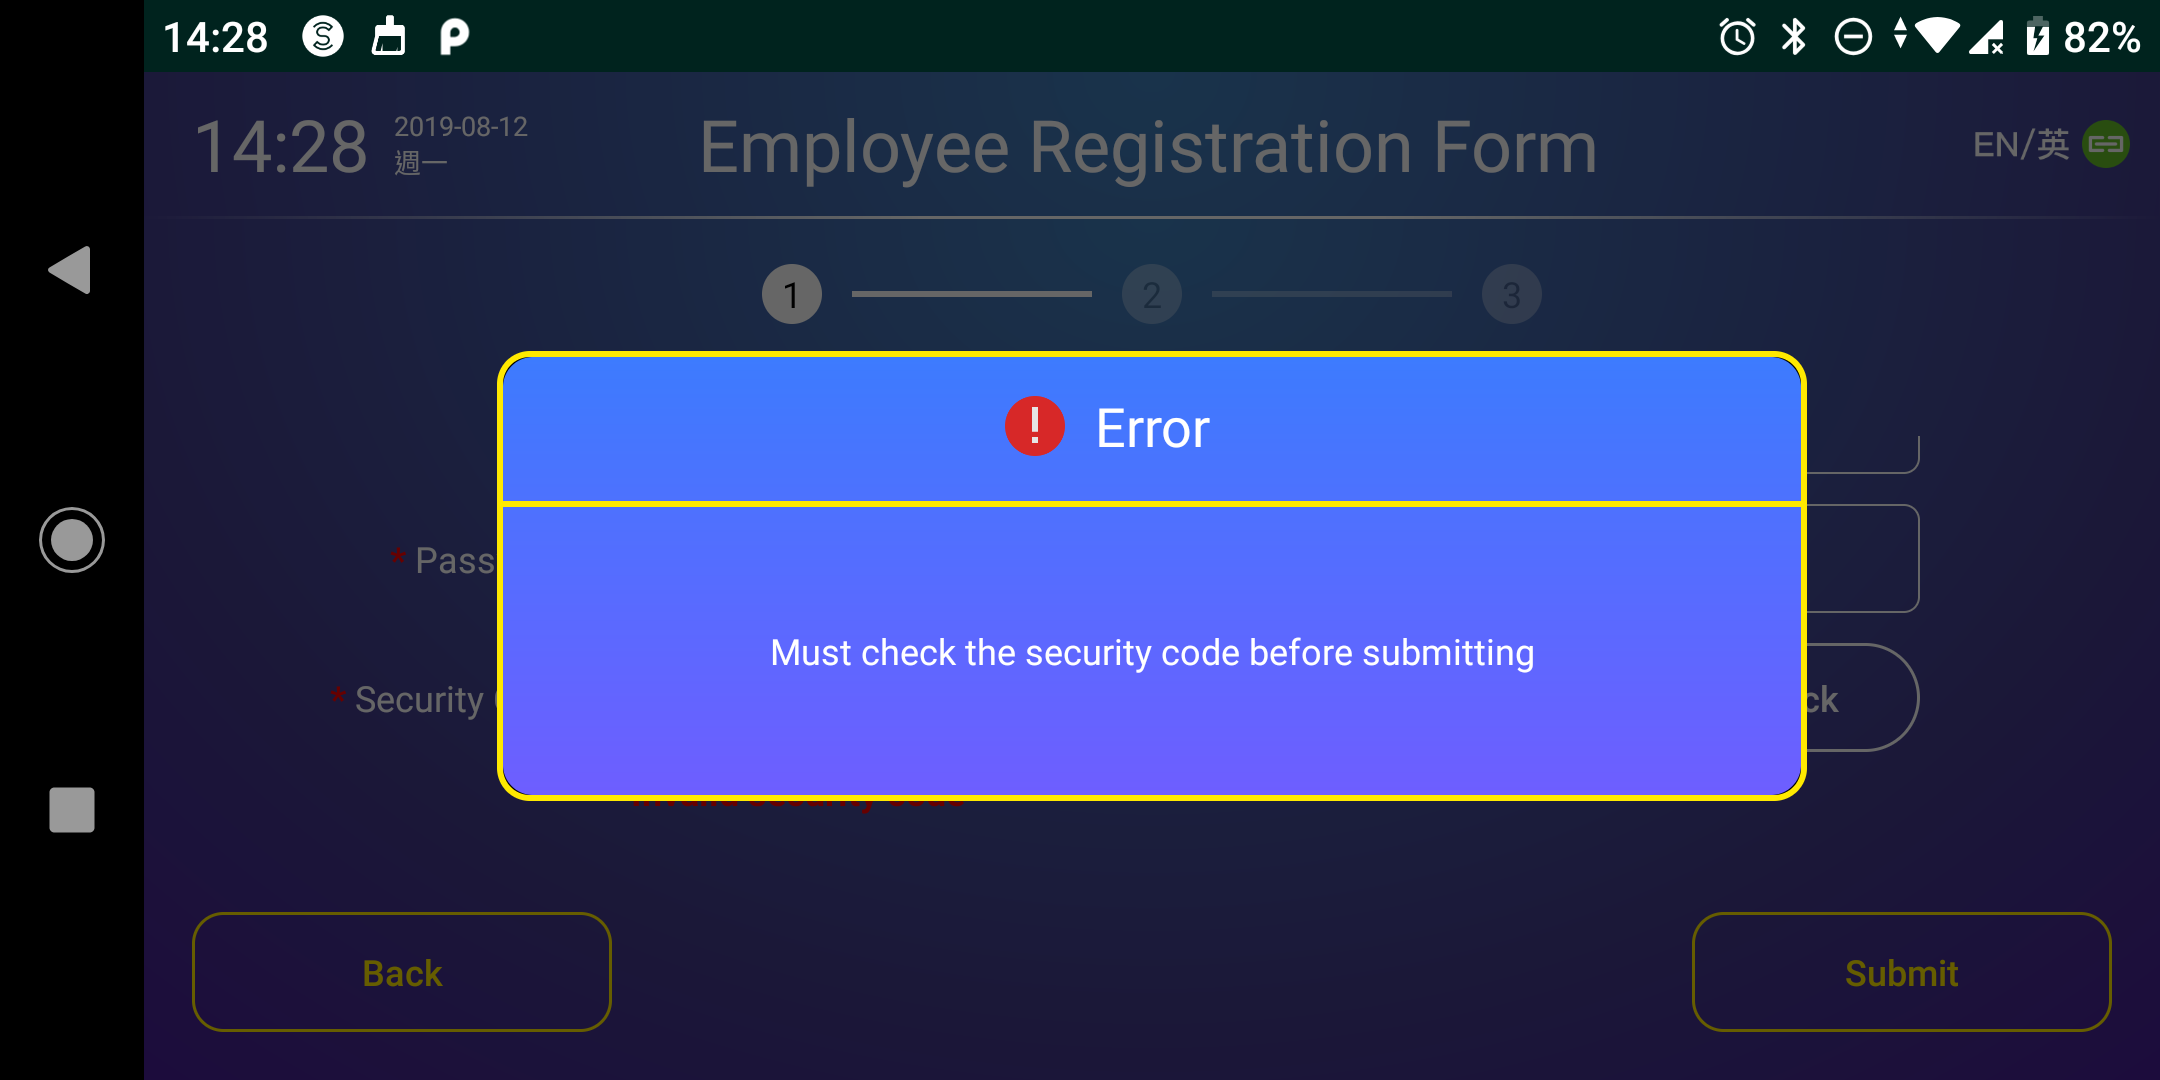 14:28
82%
14:28
2019-08-12
週一
Employee Registration Form
EN/英
1
2
3
Error
* Pass
Must check the security code before submitting
* Security
ck
Back
Submit